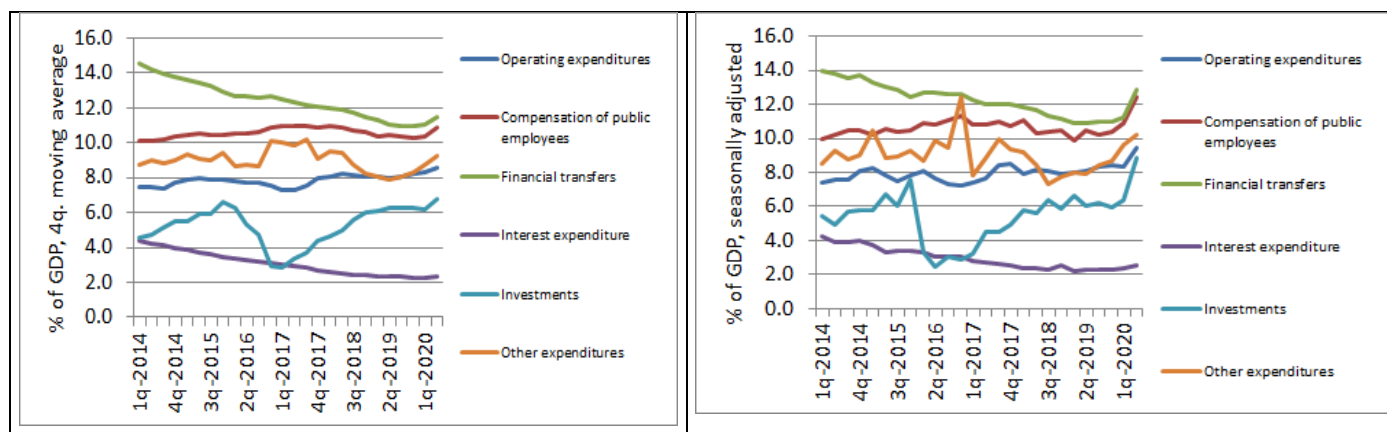 % of GDP, 4q. moving average
16.0
14.0
12.0
10.0
8.0
6.0
4.0
2.0
0.0
1q-2014
4q-2014
3q-2015
2q-2016
1q-2017
4q-2017
3q-2018
2q-2019
1q-2020
Operating expenditures
Compensation of public
employees
Financial transfers
Interest expenditure
Investments
Other expenditures
% of GDP, seasonally adjusted
16.0
14.0
12.0
10.0
8.0
6.0
4.0
2.0
0.0
1q-2014
4q-2014
3q-2015
2q-2016
1q-2017
4q-2017
3q-2018
2q-2019
1q-2020
Operating expenditures
Compensation of public
employees
Financial transfers
Interest expenditure
Investments
Other expenditures